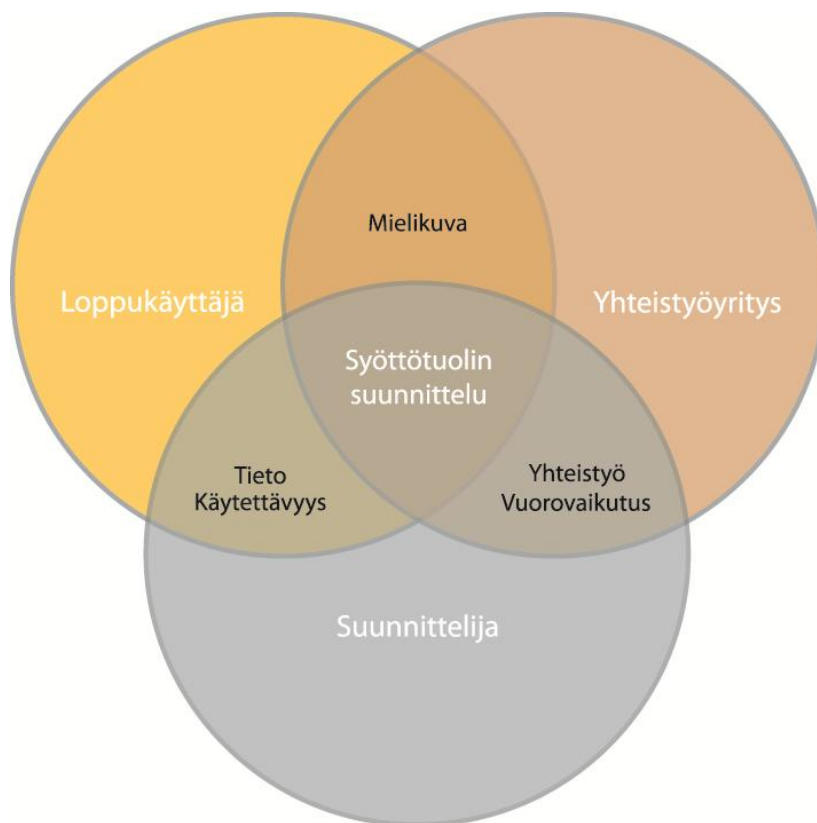 Mielikuva
Loppukäyttäjä
Yhteistyöyritys
Syöttötuolin
suunnittelu
Tieto
Käytettävyys
Yhteistyö
Vuorovaikutus
Suunnittelija